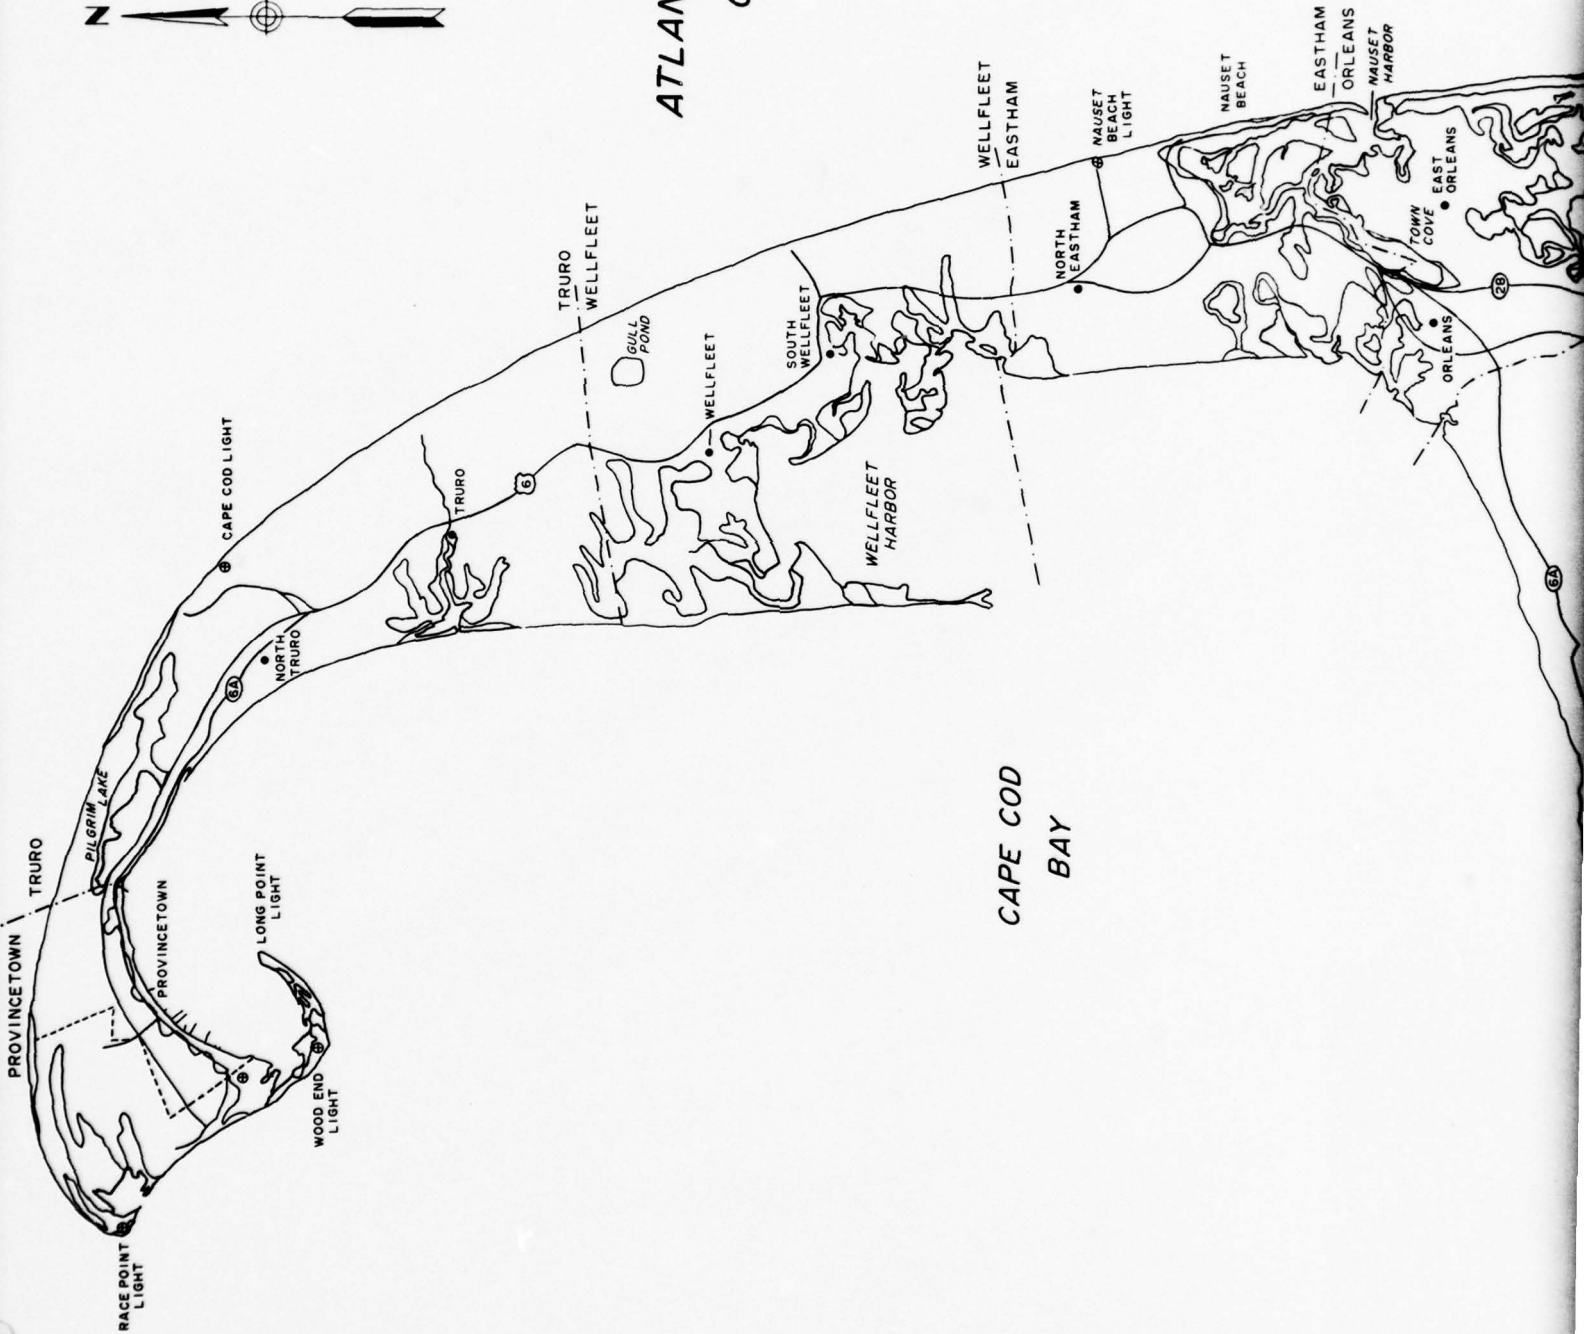 N
ATLAN
PROVINCETOWN
TRURO
PILGRIM
LAKE
PROVINCETOWN
LONG POINT
LIGHT
WOOD END
LIGHT
RACE POINT
LIGHT
CAPE COD LIGHT
NORTH
TRURO
6A
TRURO
6
TRURO
WELLFLEET
GULL
POND
WELLFLEET
SOUTH
WELLFLEET
WELLFLEET
HARBOR
WELLFLEET
EASTHAM
NORTH
EASTHAM
NAUSET
BEACH
LIGHT
NAUSET
BEACH
EASTHAM
ORLEANS
NAUSET
HARBOR
TOWN
COVE
EAST
ORLEANS
28
ORLEANS
6A
CAPE COD
BAY